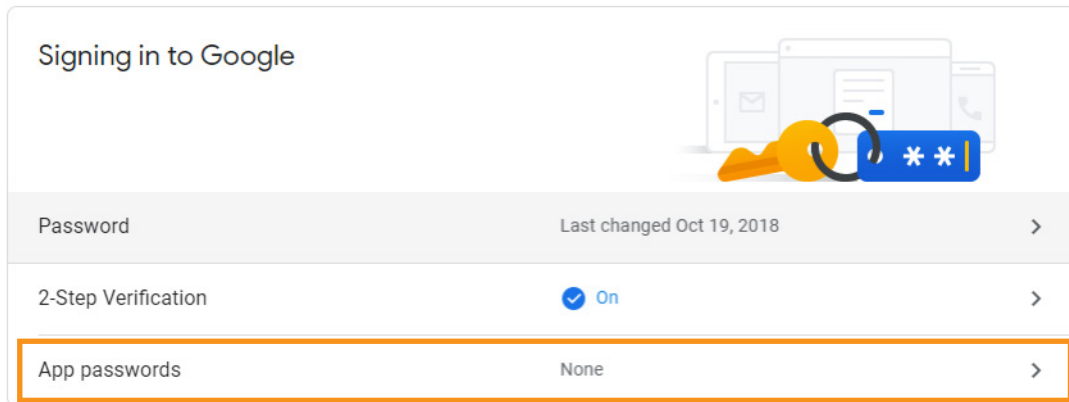 Signing in to Google
**
Password Last changed Oct 19, 2018
2-Step Verification On
App passwords None